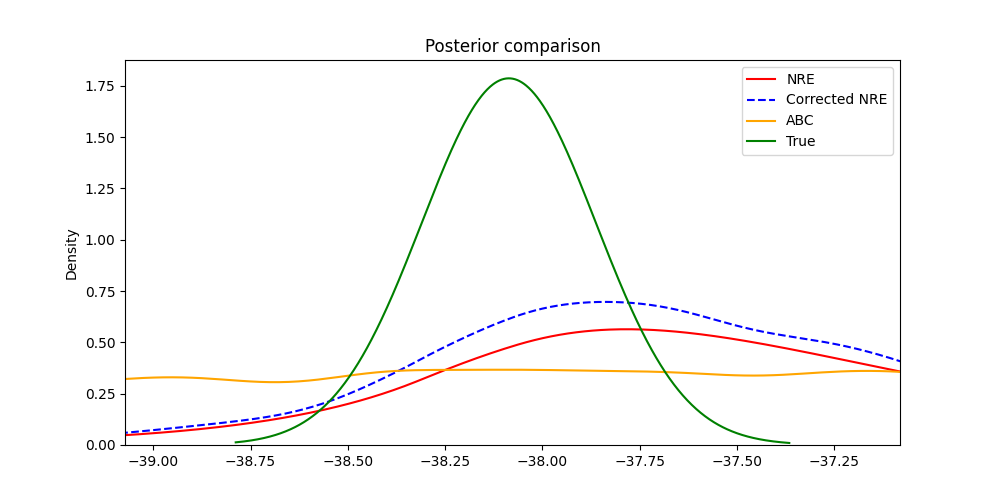 Posterior comparison
NRE
Corrected NRE
ABC
True
Density
1.75
1.50
1.25
1.00
0.75
0.50
0.25
0.00
−39.00 −38.75 −38.50 −38.25 −38.00 −37.75 −37.50 −37.25